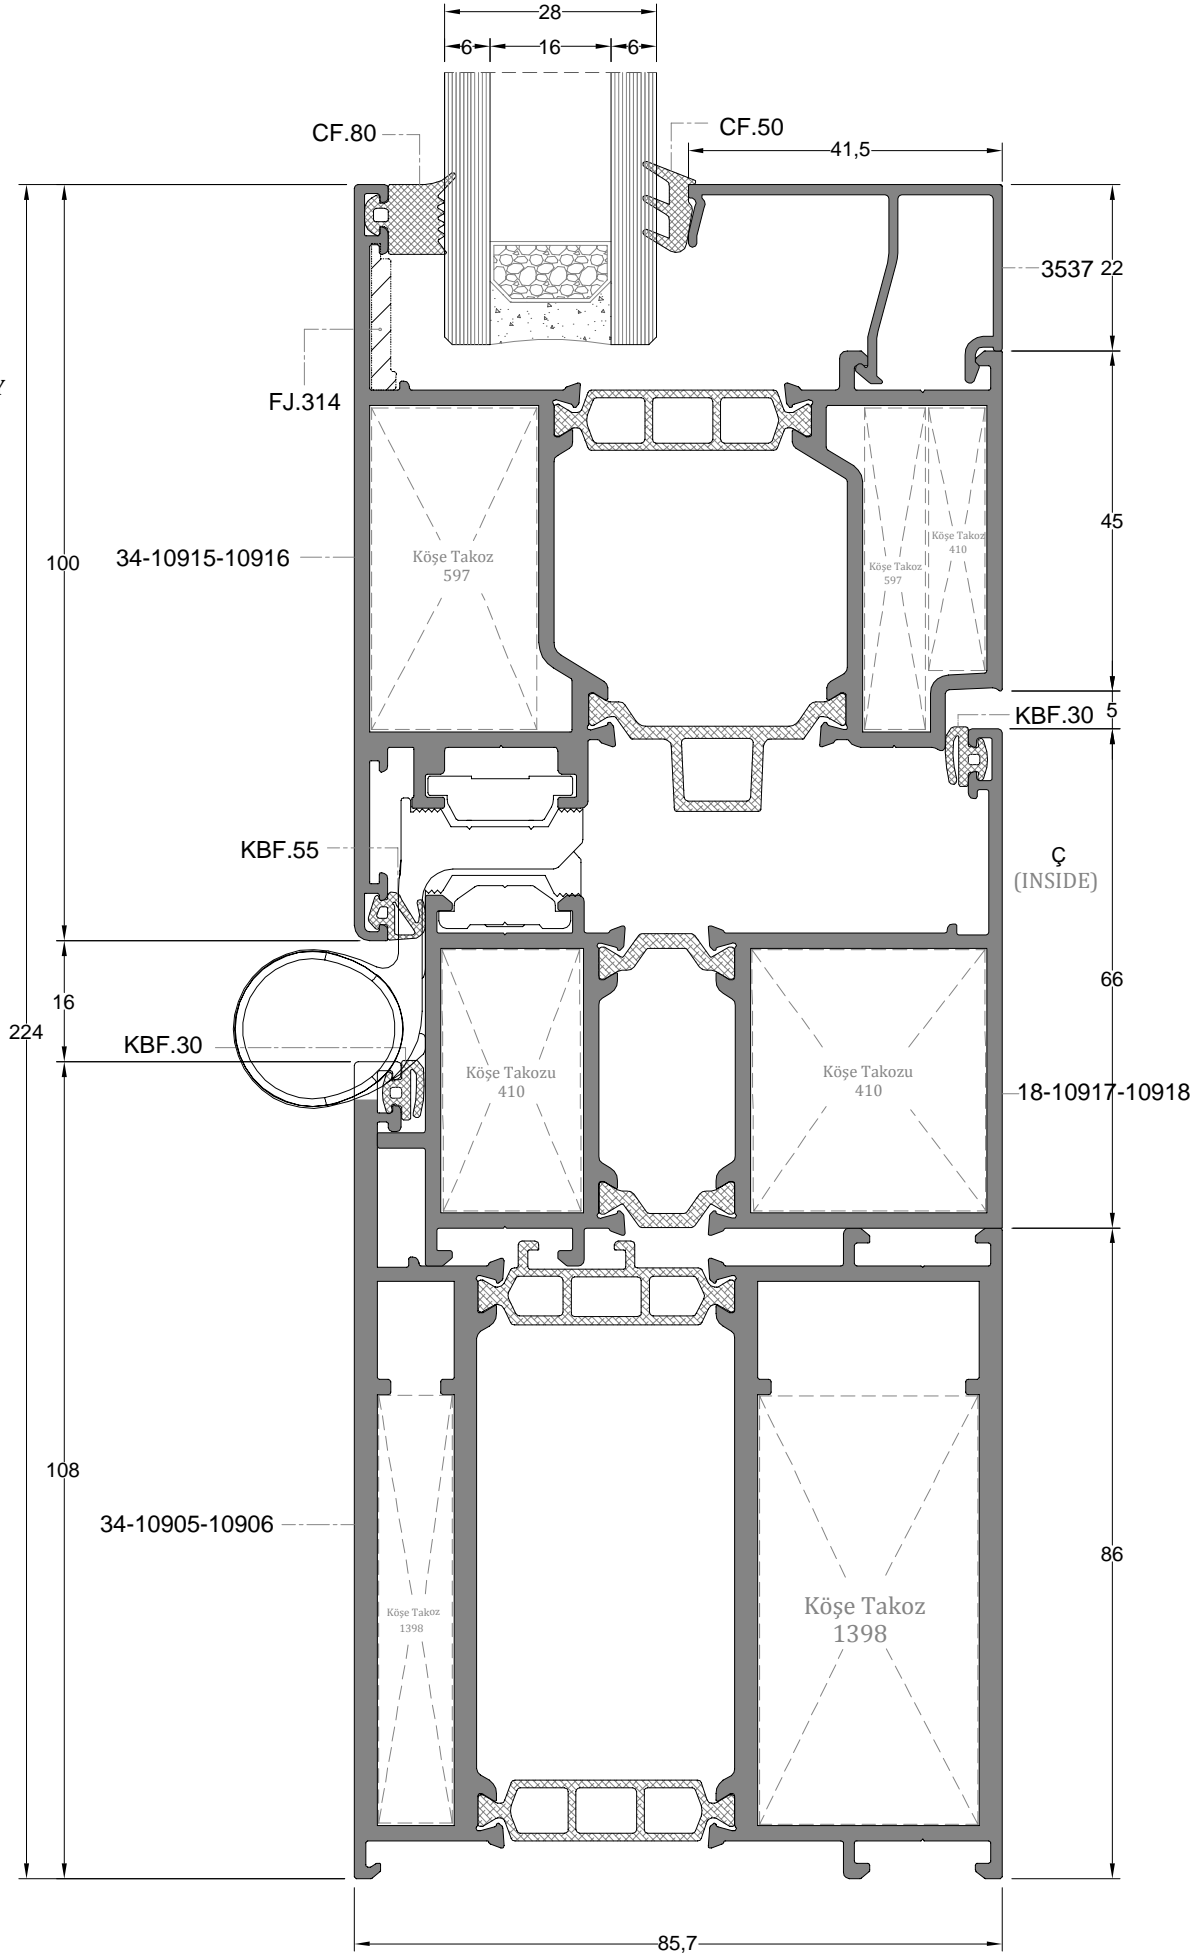 28
6
16
6
CF.80
CF.50
41,5
3537
22
FJ.314
Y
34-10915-10916
100
Köşe Takoz
597
Köşe Takoz
597
Köşe Takoz
410
45
KBF.30
5
KBF.55
Ç
(INSIDE)
16
224
KBF.30
66
Köşe Takozu
410
Köşe Takozu
410
18-10917-10918
108
34-10905-10906
86
Köşe Takoz
1398
Köşe Takoz
1398
85,7